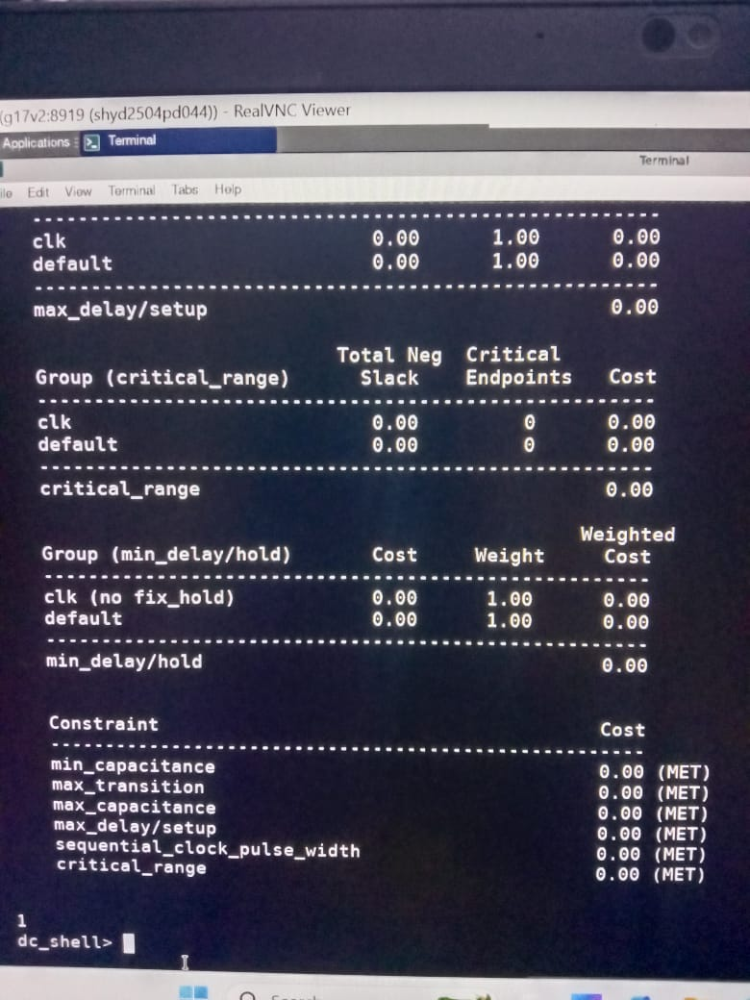 (g17v2:8919 (shyd2504pd044)) - RealVNC Viewer
Applications : Terminal
Terminal
ile Edit View Terminal Tabs Help
--------------------------------------------------------
clk 0.00 1.00 0.00
default 0.00 1.00 0.00
--------------------------------------------------------
max_delay/setup 0.00
Total Neg Critical
Group (critical_range) Slack Endpoints Cost
--------------------------------------------------------
clk 0.00 0 0.00
default 0.00 0 0.00
--------------------------------------------------------
critical_range 0.00
Weighted
Group (min_delay/hold) Cost Weight Cost
--------------------------------------------------------
clk (no fix_hold) 0.00 1.00 0.00
default 0.00 1.00 0.00
--------------------------------------------------------
min_delay/hold 0.00
Constraint Cost
--------------------------------------------------------
min_capacitance 0.00 (MET)
max_transition 0.00 (MET)
max_capacitance 0.00 (MET)
max_delay/setup 0.00 (MET)
sequential_clock_pulse_width 0.00 (MET)
critical_range 0.00 (MET)
1
dc_shell>
Search